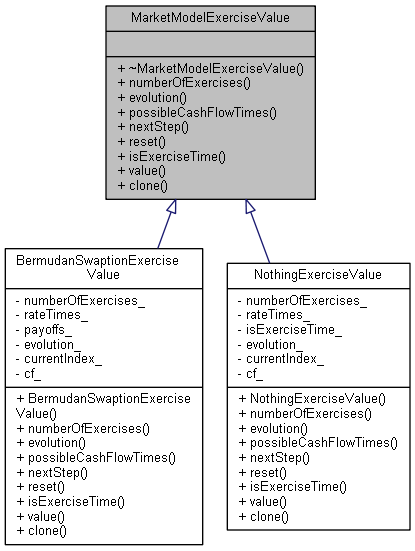 MarketModelExerciseValue
+ ~MarketModelExerciseValue()
+ numberOfExercises()
+ evolution()
+ possibleCashFlowTimes()
+ nextStep()
+ reset()
+ isExerciseTime()
+ value()
+ clone()
BermudanSwaptionExercise
Value
- numberOfExercises_
- rateTimes_
- payoffs_
- evolution_
- currentIndex_
- cf_
+ BermudanSwaptionExercise
Value()
+ numberOfExercises()
+ evolution()
+ possibleCashFlowTimes()
+ nextStep()
+ reset()
+ isExerciseTime()
+ value()
+ clone()
NothingExerciseValue
- numberOfExercises_
- rateTimes_
- isExerciseTime_
- evolution_
- currentIndex_
- cf_
+ NothingExerciseValue()
+ numberOfExercises()
+ evolution()
+ possibleCashFlowTimes()
+ nextStep()
+ reset()
+ isExerciseTime()
+ value()
+ clone()